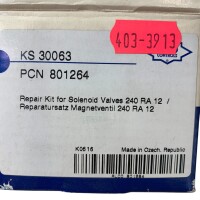 403-3913
KS 30063
PCN 801264
Repair Kit for Solenoid Valves 240 RA 12 /
Reparatursatz Magnetventil 240 RA 12
K0616
Made in Czech. Republic